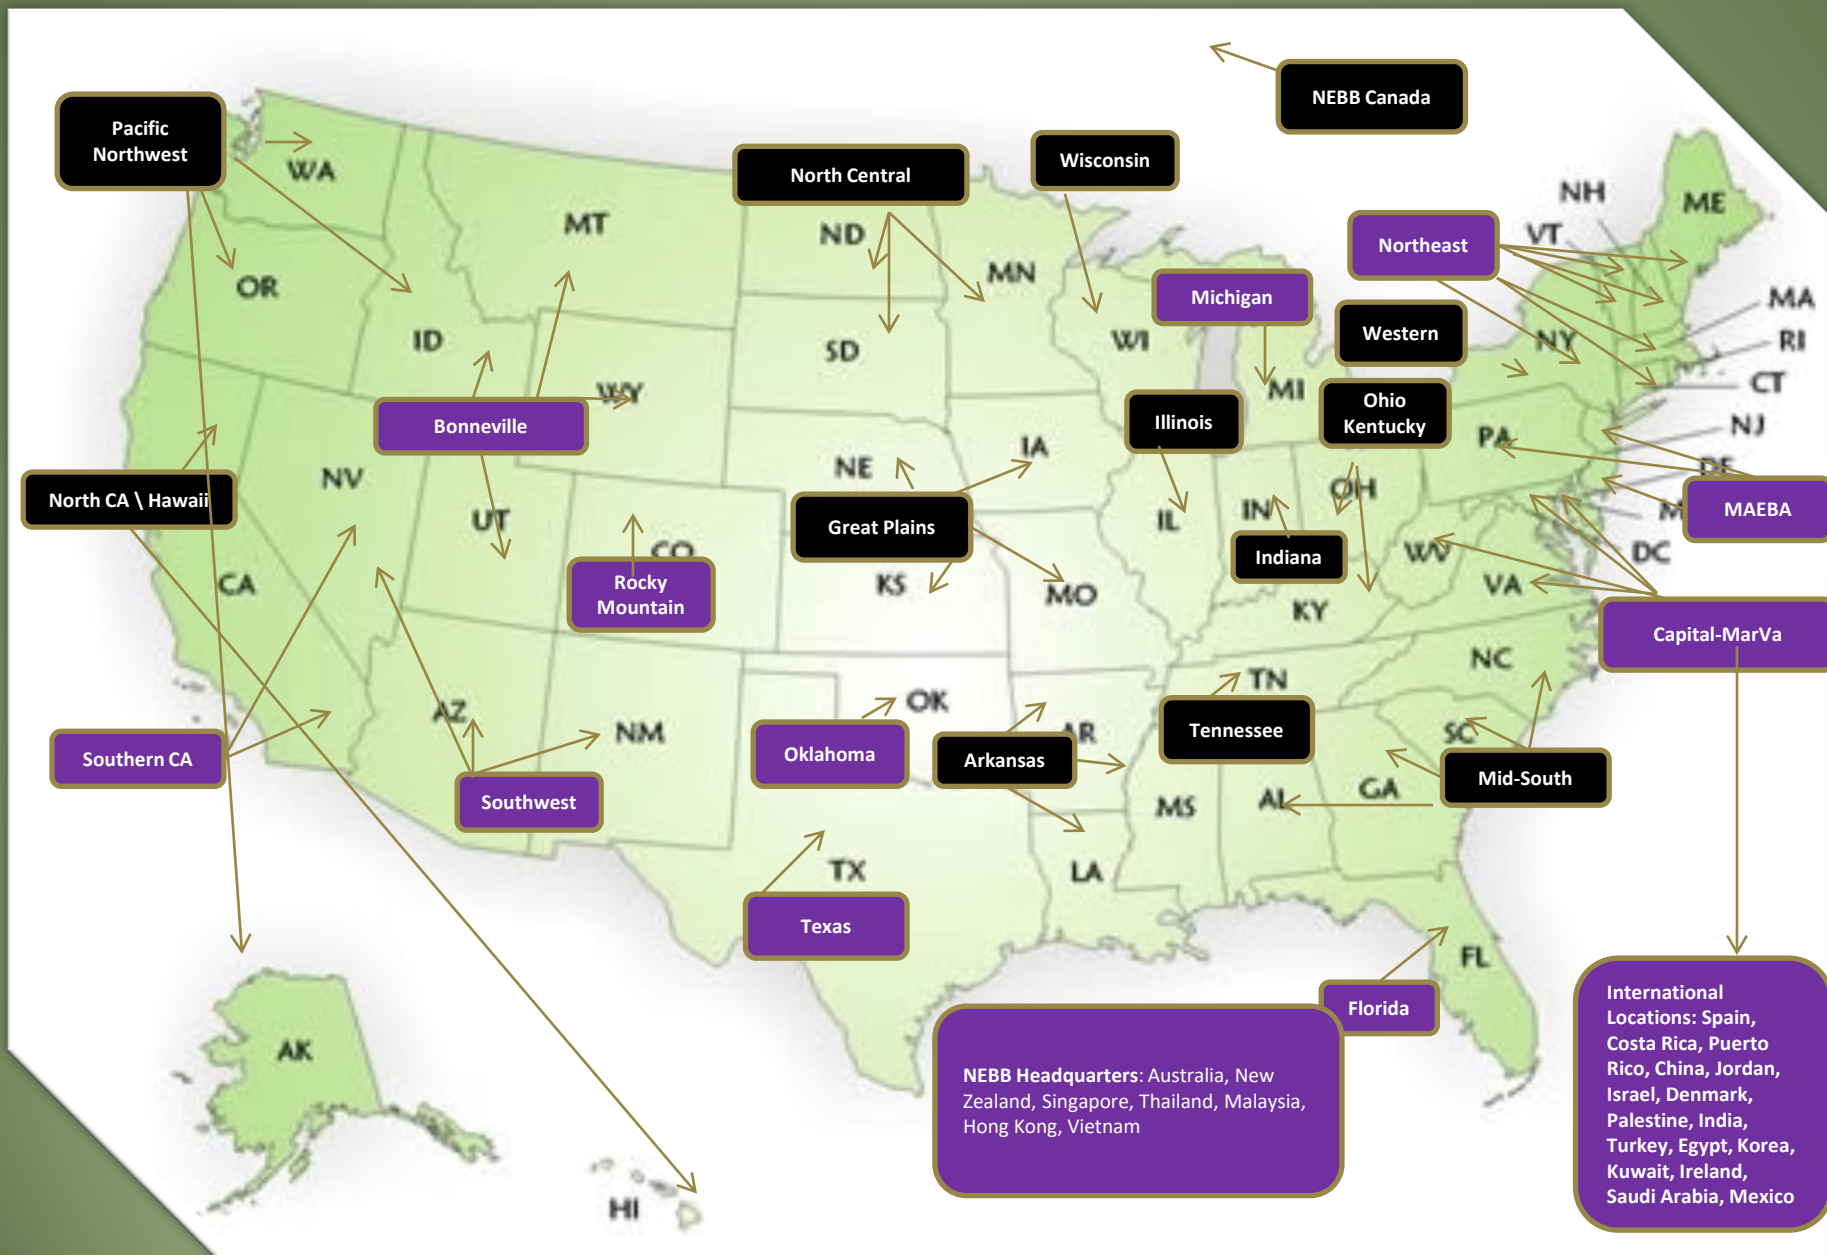 NEBB Canada
Pacific
Northwest
WA
North Central
Wisconsin
NH
ME
MT
ND
MN
Northeast
VT
OR
Michigan
MA
ID
SD
WI
Western
NY
RI
WY
MI
CT
Bonneville
Illinois
Ohio
Kentucky
NJ
PA
IA
NE
DE
NV
North CA \ Hawaii
OH
MAEBA
UT
Great Plains
IL
IN
M
CO
Indiana
WV
DC
CA
Rocky
Mountain
KS
MO
VA
KY
Capital-MarVa
NC
TN
AZ
OK
NM
AR
SC
Tennessee
Southern CA
Oklahoma
Arkansas
Mid-South
Southwest
MS
AL
GA
TX
LA
Texas
FL
Florida
International
Locations: Spain,
Costa Rica, Puerto
Rico, China, Jordan,
Israel, Denmark,
Palestine, India,
Turkey, Egypt, Korea,
Kuwait, Ireland,
Saudi Arabia, Mexico
AK
NEBB Headquarters: Australia, New
Zealand, Singapore, Thailand, Malaysia,
Hong Kong, Vietnam
HI